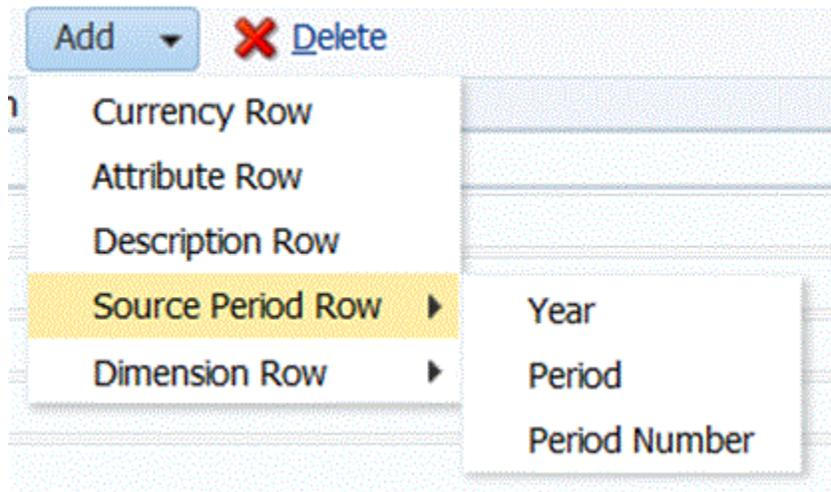 Add Delete
Currency Row
Attribute Row
Description Row
Source Period Row
Dimension Row
Year
Period
Period Number